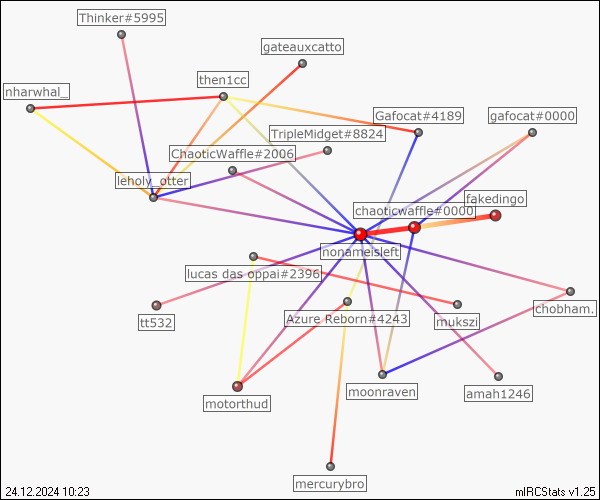 Thinker#5995
gateauxcatto
then1cc
nharwhal_
Gafocat#4189
gafocat#0000
TripleMidget#8824
ChaoticWaffle#2006
leholy_otter
fakedingo
chaoticwaffle#0000
nonameisleft
lucas das oppai#2396
chobham.
Azure Reborn#4243
mukszi
tt532
moonraven
amah1246
motorthud
mercurybro
24.12.2024 10:23
mIRCStats v1.25